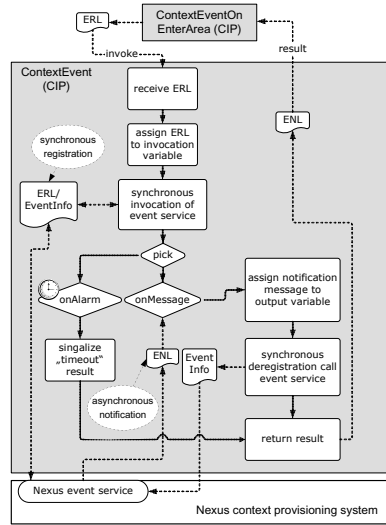 ERL
ContextEventOn
EnterArea (CIP)
invoke
result
ContextEvent
(CIP)
receive ERL
ENL
assign ERL
to invocation
variable
synchronous
registration
ERL/
EventInfo
synchronous
invocation of
event service
pick
onAlarm
onMessage
assign notification
message to
output variable
singalize
„timeout“
result
ENL
Event
Info
synchronous
deregistration call
event service
asynchronous
notification
return result
Nexus event service
Nexus context provisioning system